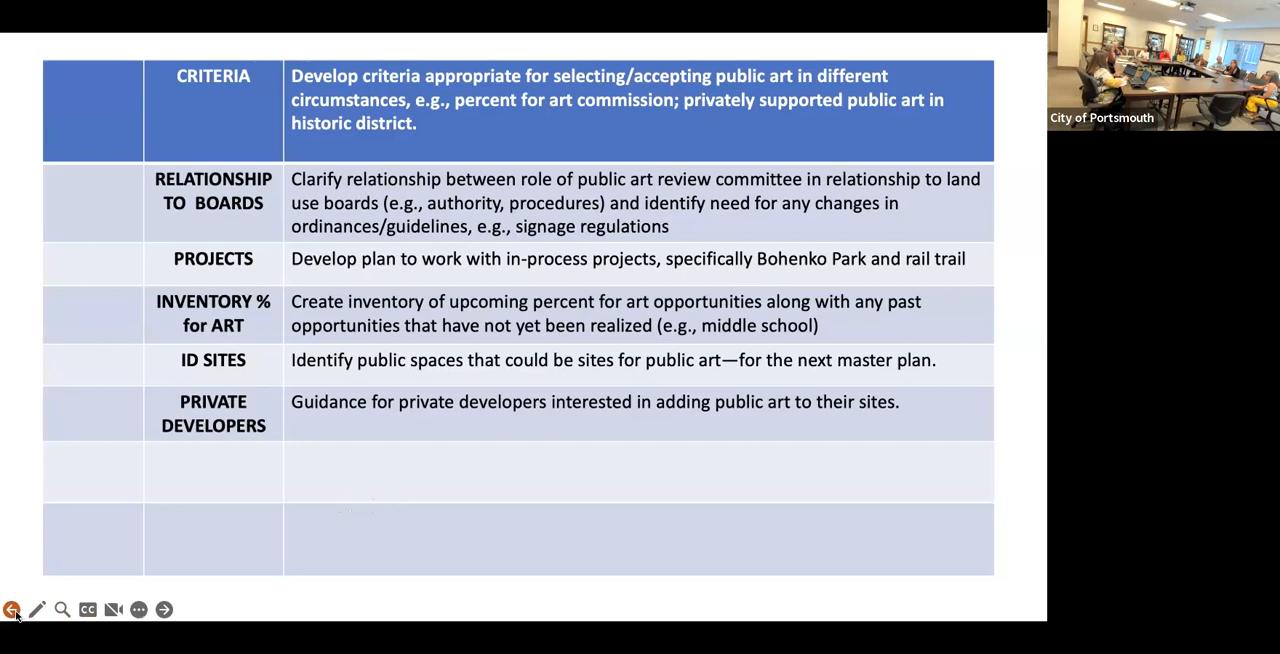 CRITERIA
Develop criteria appropriate for selecting/accepting public art in different
circumstances, e.g., percent for art commission; privately supported public art in
historic district.
RELATIONSHIP
TO BOARDS
Clarify relationship between role of public art review committee in relationship to land
use boards (e.g., authority, procedures) and identify need for any changes in
ordinances/guidelines, e.g., signage regulations
PROJECTS
Develop plan to work with in-process projects, specifically Bohenko Park and rail trail
INVENTORY %
for ART
Create inventory of upcoming percent for art opportunities along with any past
opportunities that have not yet been realized (e.g., middle school)
ID SITES
Identify public spaces that could be sites for public art—for the next master plan.
PRIVATE
DEVELOPERS
Guidance for private developers interested in adding public art to their sites.
CC
City of Portsmouth